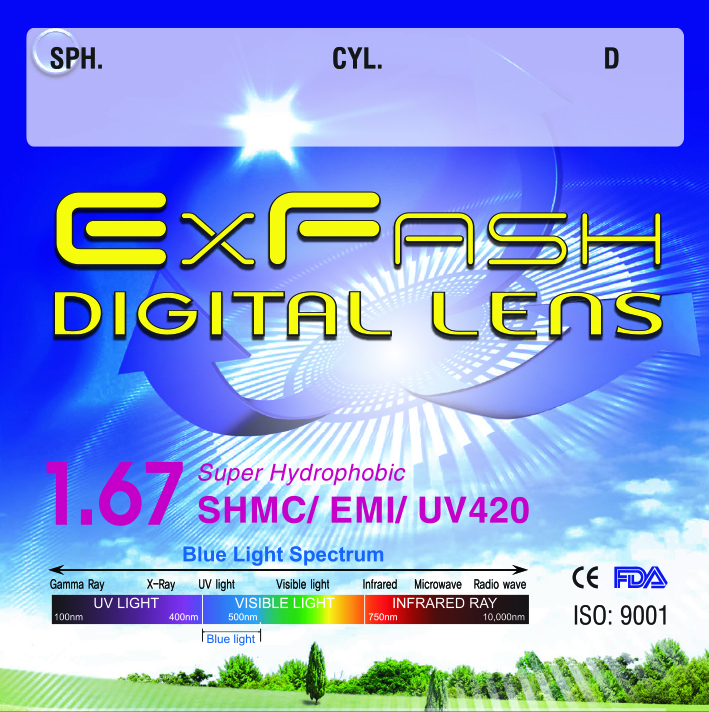 SPH. CYL. D
ExFash
DIGITAL LENS
1.67 Super Hydrophobic
SHMC/ EMI/ UV420
Blue Light Spectrum
Gamma Ray X-Ray UV light Visible light Infrared Microwave Radio wave
UV LIGHT VISIBLE LIGHT INFRARED RAY
100nm 400nm 500nm 750nm 10,000nm
Blue light
CE FDA
ISO: 9001